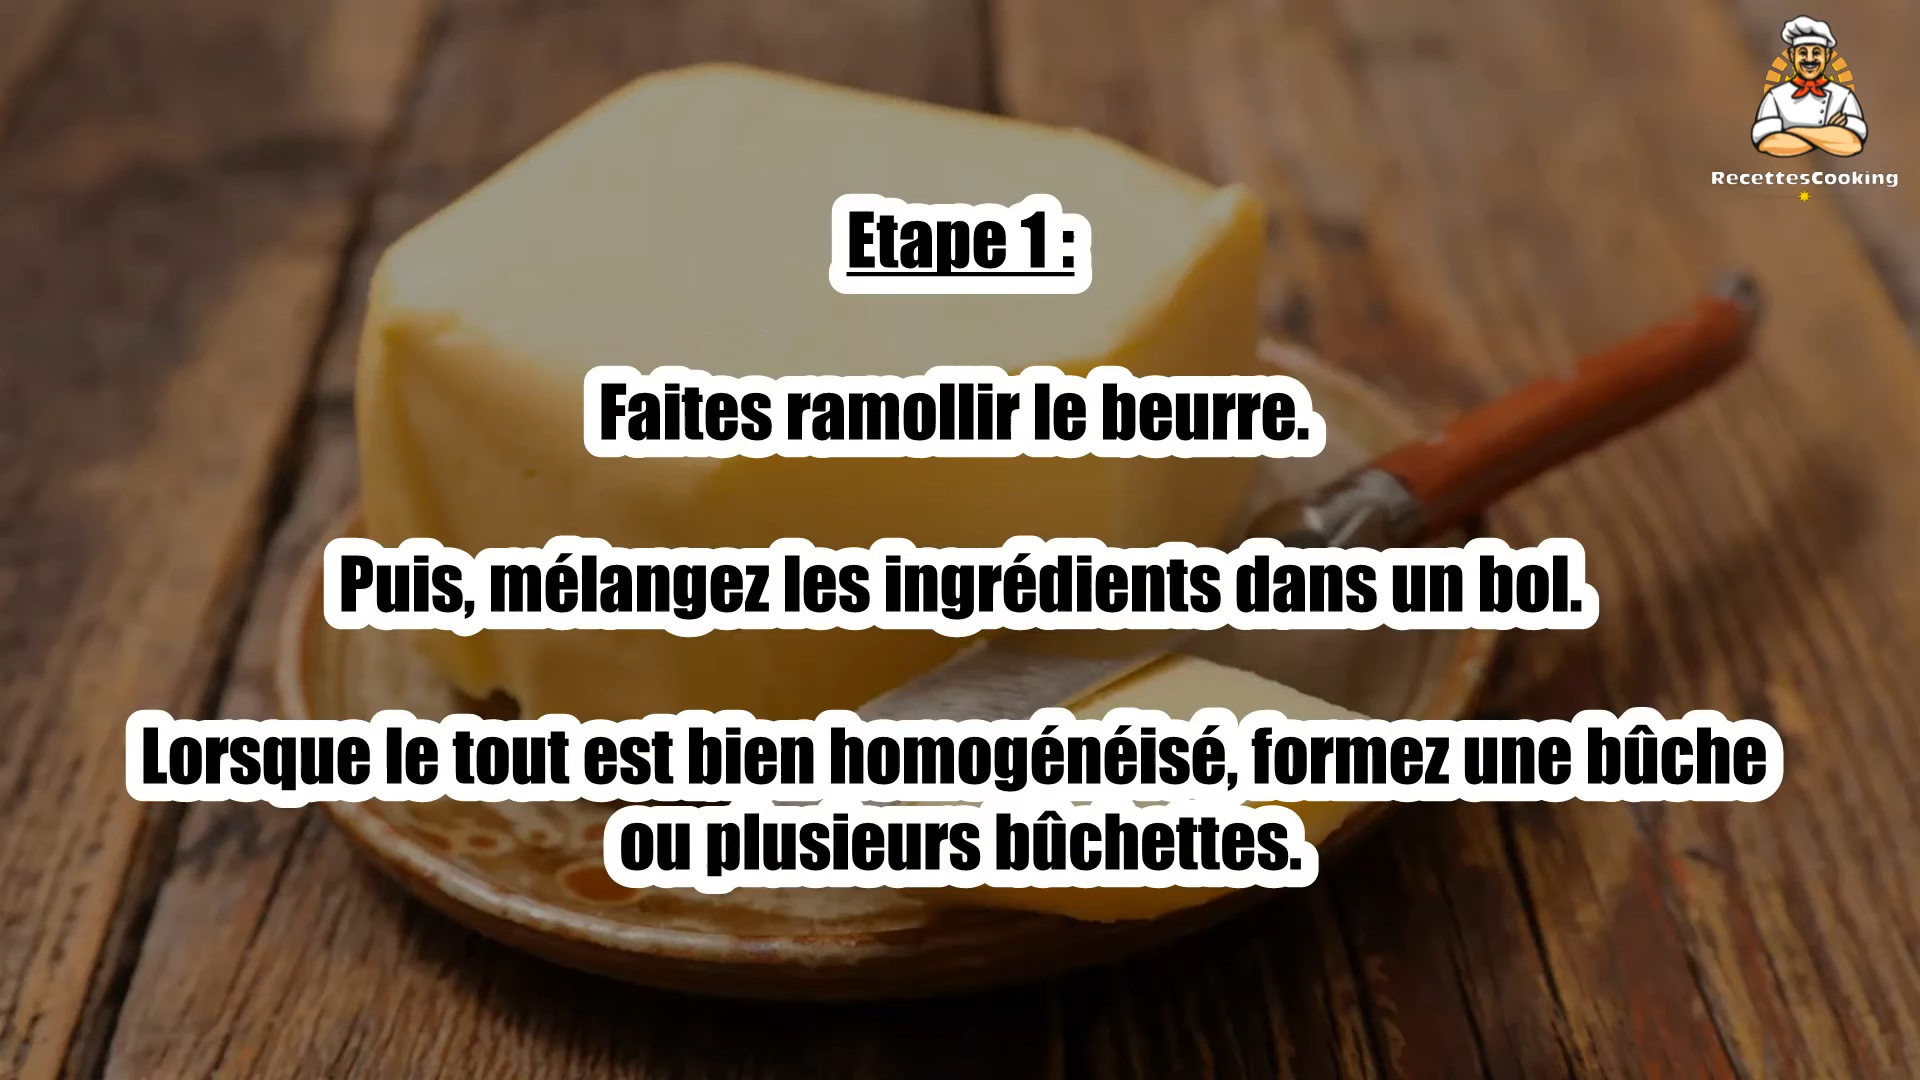 RecettesCooking
Etape 1 :
Faites ramollir le beurre.
Puis, mélangez les ingrédients dans un bol.
Lorsque le tout est bien homogénéisé, formez une bûche
ou plusieurs bûchettes.